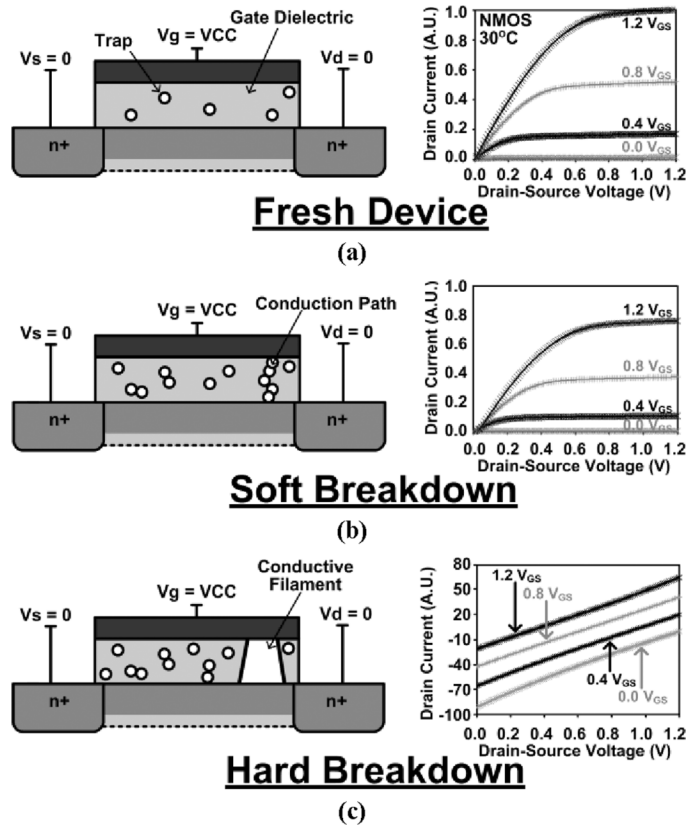 (a)
Gate Dielectric
Trap
Vg = VCC
Vs = 0
Vd = 0
n+
n+
Drain Current (A.U.)
1.0
0.8
0.6
0.4
0.2
0.0
NMOS
30°C
1.2 VGS
0.8 VGS
0.4 VGS
0.0 VGS
0.0 0.2 0.4 0.6 0.8 1.0 1.2
Drain-Source Voltage (V)
Fresh Device
(a)
Conduction Path
Vg = VCC
Vs = 0
Vd = 0
n+
n+
Drain Current (A.U.)
1.0
0.8
0.6
0.4
0.2
0.0
1.2 VGS
0.8 VGS
0.4 VGS
0.0 VGS
0.0 0.2 0.4 0.6 0.8 1.0 1.2
Drain-Source Voltage (V)
Soft Breakdown
(b)
Conductive
Filament
Vg = VCC
Vs = 0
Vd = 0
n+
n+
Drain Current (A.U.)
80
50
20
-10
-40
-70
-100
1.2 VGS
0.8 VGS
0.4 VGS
0.0 VGS
0.0 0.2 0.4 0.6 0.8 1.0 1.2
Drain-Source Voltage (V)
Hard Breakdown
(c)